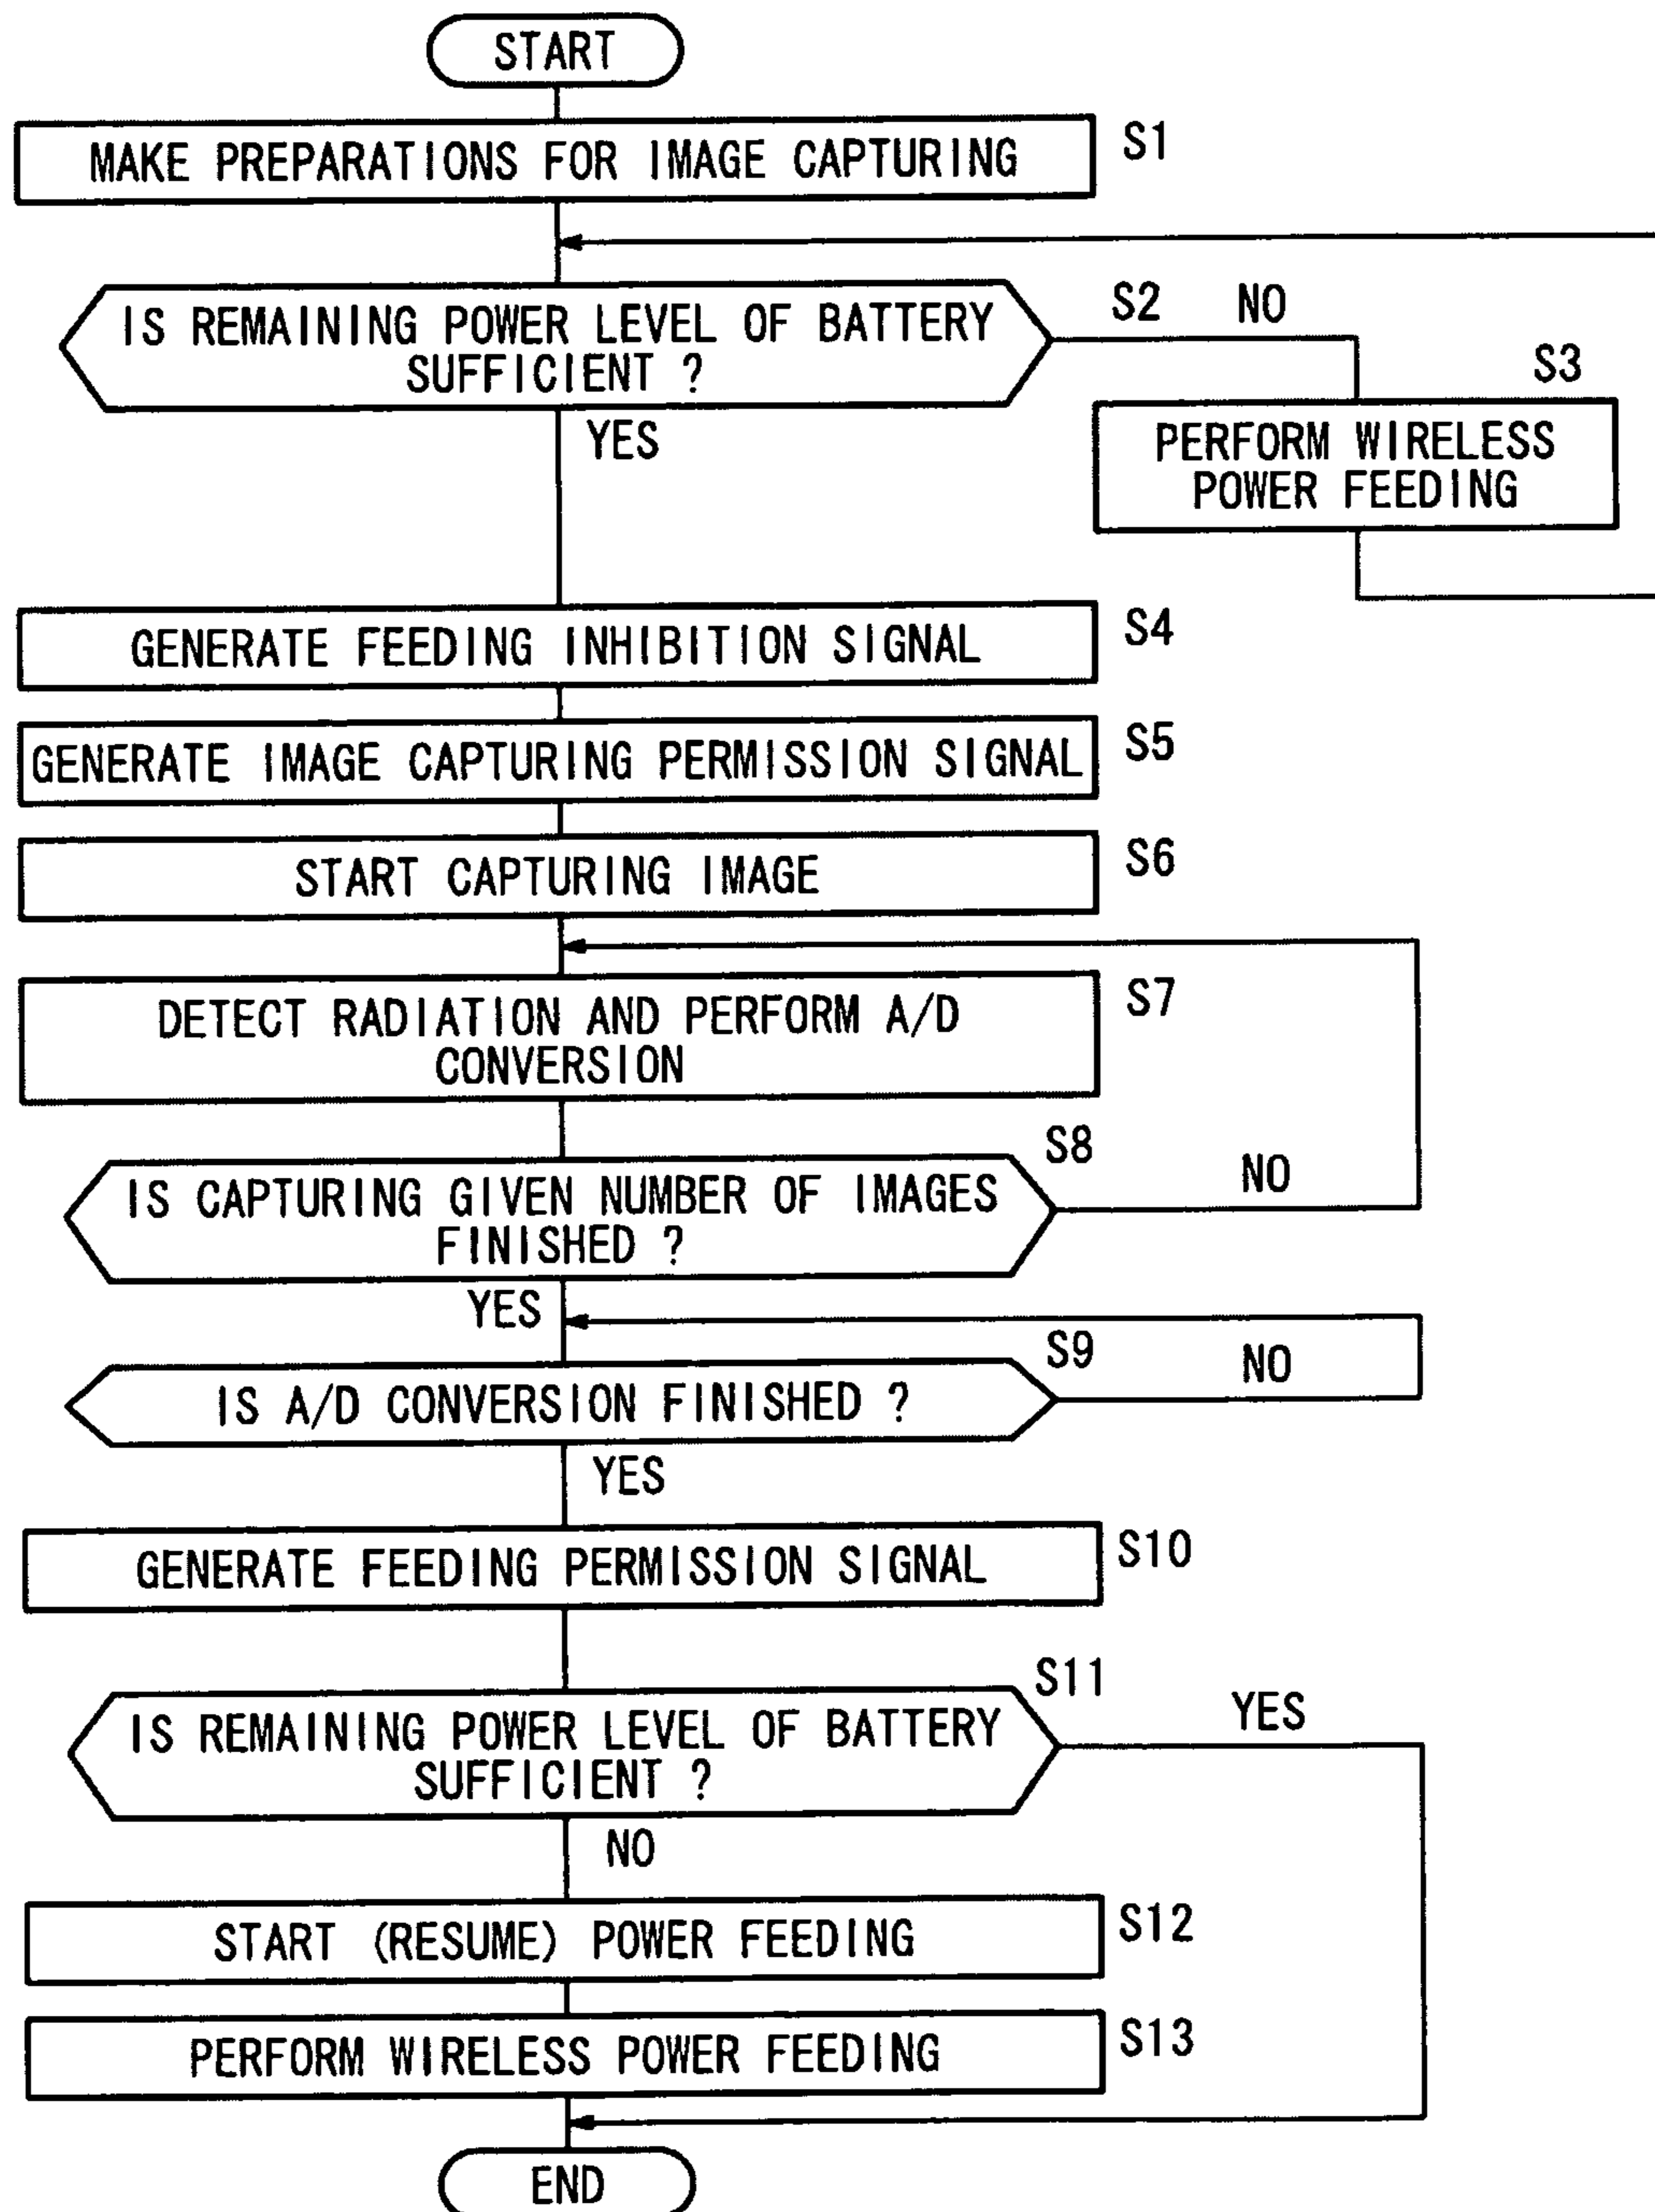 START
MAKE PREPARATIONS FOR IMAGE CAPTURING
S1
IS REMAINING POWER LEVEL OF BATTERY
SUFFICIENT ?
S2
NO
YES
S3
PERFORM WIRELESS
POWER FEEDING
GENERATE FEEDING INHIBITION SIGNAL
S4
GENERATE IMAGE CAPTURING PERMISSION SIGNAL
S5
START CAPTURING IMAGE
S6
DETECT RADIATION AND PERFORM A/D
CONVERSION
S7
IS CAPTURING GIVEN NUMBER OF IMAGES
FINISHED ?
S8
NO
YES
IS A/D CONVERSION FINISHED ?
S9
NO
YES
GENERATE FEEDING PERMISSION SIGNAL
S10
IS REMAINING POWER LEVEL OF BATTERY
SUFFICIENT ?
S11
YES
NO
START (RESUME) POWER FEEDING
S12
PERFORM WIRELESS POWER FEEDING
S13
END